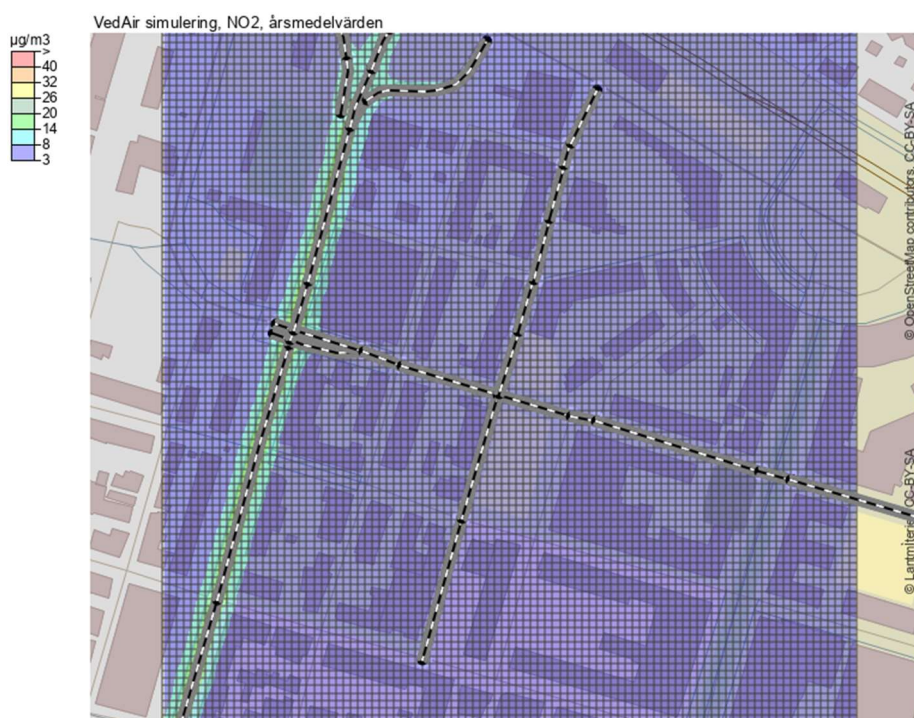 VedAir simulering, NO2, årsmedelvärden
µg/m3
>
40
32
26
20
14
8
3
© OpenStreetMap contributors, CC-BY-SA
© Lantmäteriet, CC-BY-SA